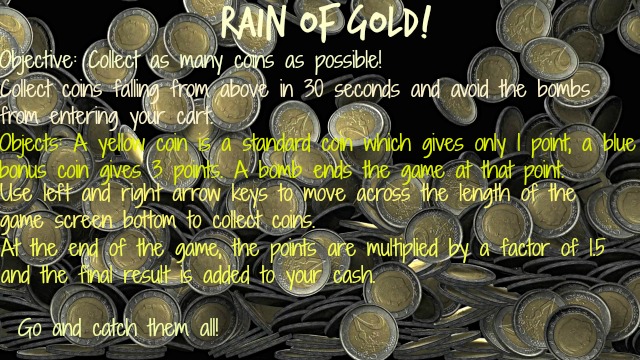 RAIN OF GOLD!
Objective: Collect as many coins as possible!
Collect coins falling from above in 30 seconds and avoid the bombs
from entering your cart.
Objects: A yellow coin is a standard coin which gives only 1 point, a blue
bonus coin gives 3 points. A bomb ends the game at that point.
Use left and right arrow keys to move across the length of the
game screen bottom to collect coins.
At the end of the game, the points are multiplied by a factor of 1.5
and the final result is added to your cash.
Go and catch them all!